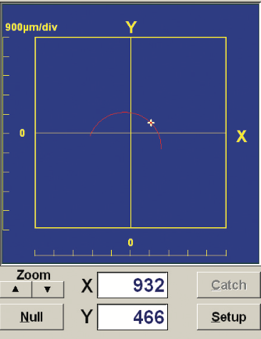 900µm/div
Y
0
X
0
Zoom
X 932 Catch
Null Y 466 Setup